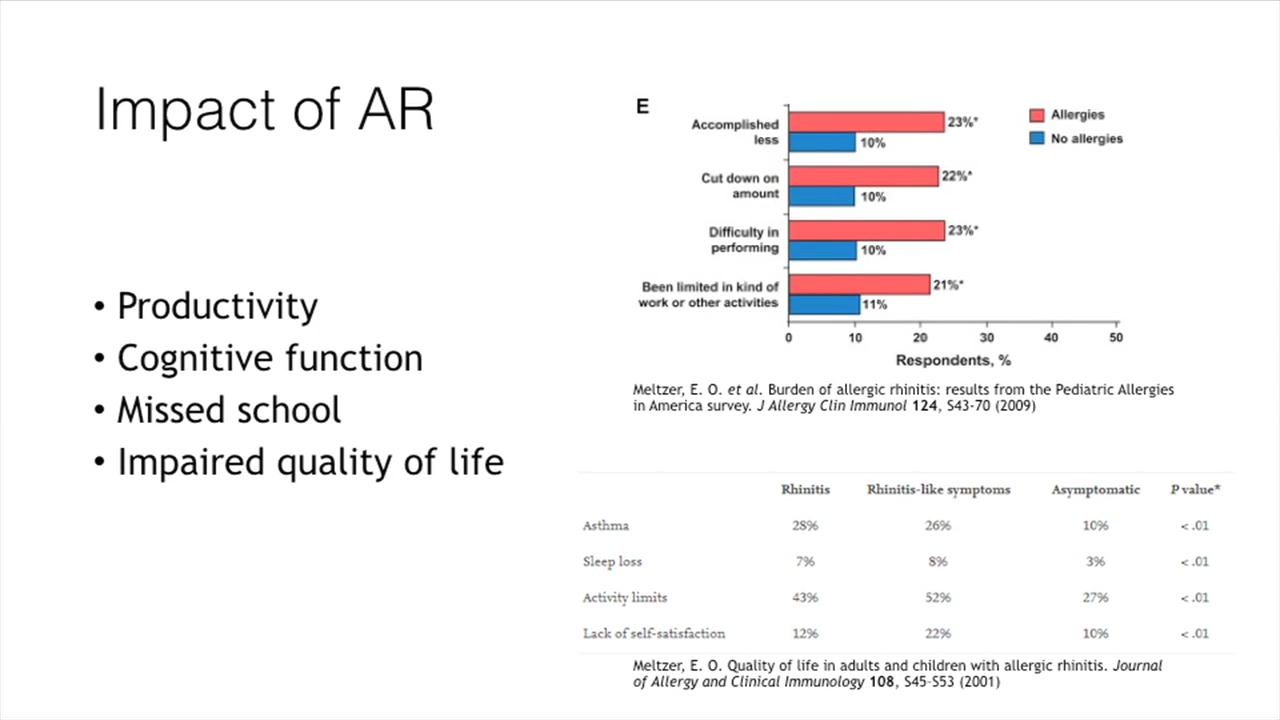 Impact of AR
• Productivity
• Cognitive function
• Missed school
• Impaired quality of life
E
Allergies
No allergies
Accomplished
less
23%*
10%
Cut down on
amount
22%*
10%
Difficulty in
performing
23%*
10%
Been limited in kind of
work or other activities
21%*
11%
0 10 20 30 40 50
Respondents, %
Meltzer, E. O. et al. Burden of allergic rhinitis: results from the Pediatric Allergies
in America survey. J Allergy Clin Immunol 124, S43-70 (2009)
Rhinitis Rhinitis-like symptoms Asymptomatic P value*
Asthma 28% 26% 10% <.01
Sleep loss 7% 8% 3% <.01
Activity limits 43% 52% 27% <.01
Lack of self-satisfaction 12% 22% 10% <.01
Meltzer, E. O. Quality of life in adults and children with allergic rhinitis. Journal
of Allergy and Clinical Immunology 108, S45-S53 (2001)